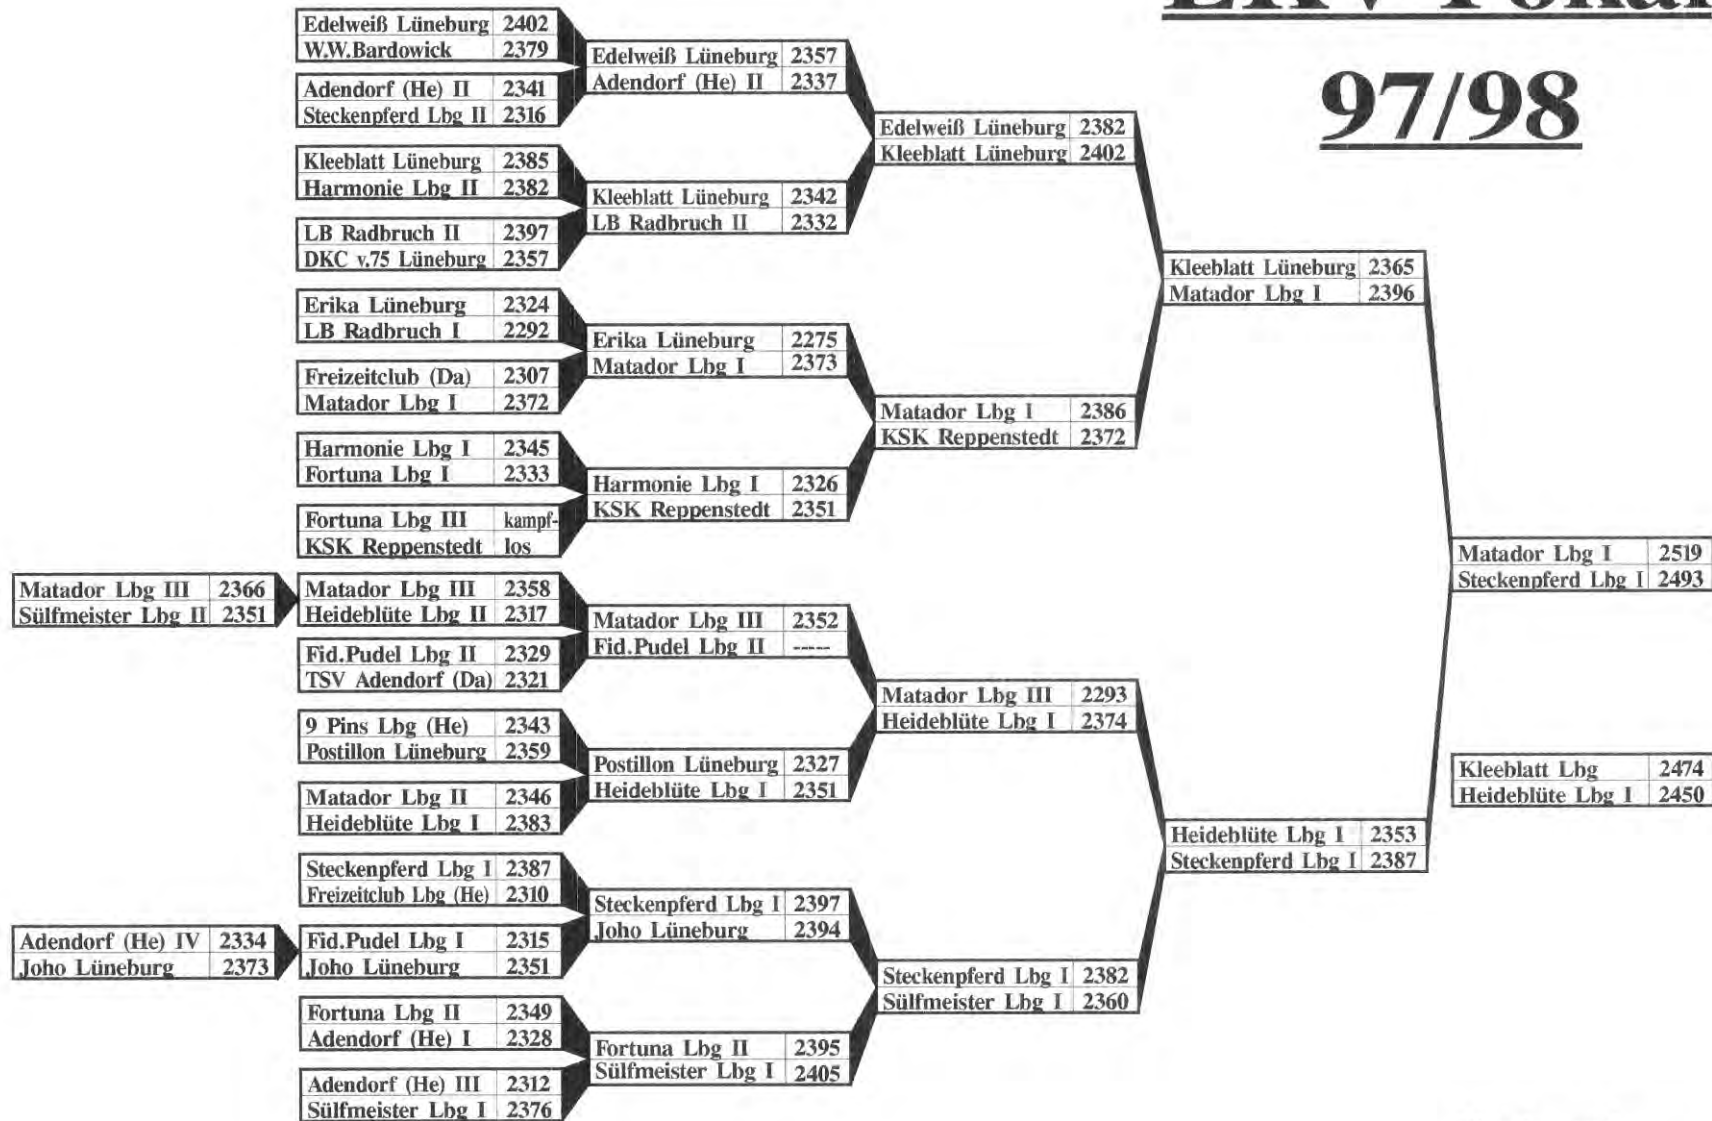 97/98
Edelweiß Lüneburg 2402
W.W.Bardowick 2379
Adendorf (He) II 2341
Steckenpferd Lbg II 2316
Kleeblatt Lüneburg 2385
Harmonie Lbg II 2382
LB Radbruch II 2397
DKC v.75 Lüneburg 2357
Erika Lüneburg 2324
LB Radbruch I 2292
Freizeitclub (Da) 2307
Matador Lbg I 2372
Harmonie Lbg I 2345
Fortuna Lbg I 2333
Fortuna Lbg III kampf-
KSK Reppenstedt los
Matador Lbg III 2366
Sülfmeister Lbg II 2351
Matador Lbg III 2358
Heideblüte Lbg II 2317
Fid.Pudel Lbg II 2329
TSV Adendorf (Da) 2321
9 Pins Lbg (He) 2343
Postillon Lüneburg 2359
Matador Lbg II 2346
Heideblüte Lbg I 2383
Steckenpferd Lbg I 2387
Freizeitclub Lbg (He) 2310
Adendorf (He) IV 2334
Joho Lüneburg 2373
Fid.Pudel Lbg I 2315
Joho Lüneburg 2351
Fortuna Lbg II 2349
Adendorf (He) I 2328
Adendorf (He) III 2312
Sülfmeister Lbg I 2376
Edelweiß Lüneburg 2357
Adendorf (He) II 2337
Kleeblatt Lüneburg 2342
LB Radbruch II 2332
Erika Lüneburg 2275
Matador Lbg I 2373
Harmonie Lbg I 2326
KSK Reppenstedt 2351
Matador Lbg III 2352
Fid.Pudel Lbg II -----
Postillon Lüneburg 2327
Heideblüte Lbg I 2351
Steckenpferd Lbg I 2397
Joho Lüneburg 2394
Fortuna Lbg II 2395
Sülfmeister Lbg I 2405
Edelweiß Lüneburg 2382
Kleeblatt Lüneburg 2402
Matador Lbg I 2386
KSK Reppenstedt 2372
Matador Lbg III 2293
Heideblüte Lbg I 2374
Steckenpferd Lbg I 2382
Sülfmeister Lbg I 2360
Kleeblatt Lüneburg 2365
Matador Lbg I 2396
Heideblüte Lbg I 2353
Steckenpferd Lbg I 2387
Matador Lbg I 2519
Steckenpferd Lbg I 2493
Kleeblatt Lbg 2474
Heideblüte Lbg I 2450